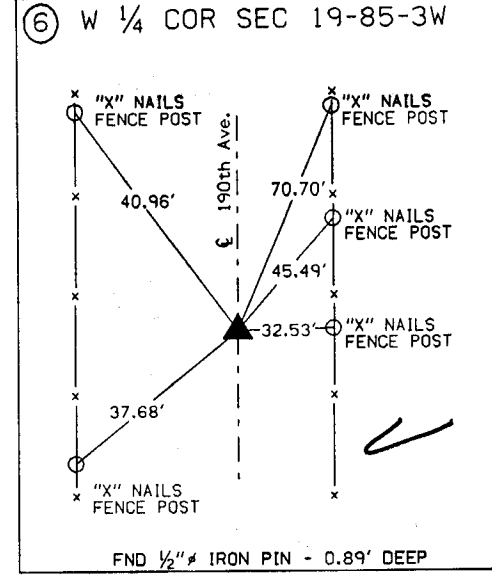 6 W ¼ COR SEC 19-85-3W
"X" NAILS
FENCE POST
"X" NAILS
FENCE POST
℄ 190th Ave.
40.96'
70.70'
"X" NAILS
FENCE POST
45.49'
32.53'
"X" NAILS
FENCE POST
37.68'
"X" NAILS
FENCE POST
FND ½"ø IRON PIN - 0.89' DEEP